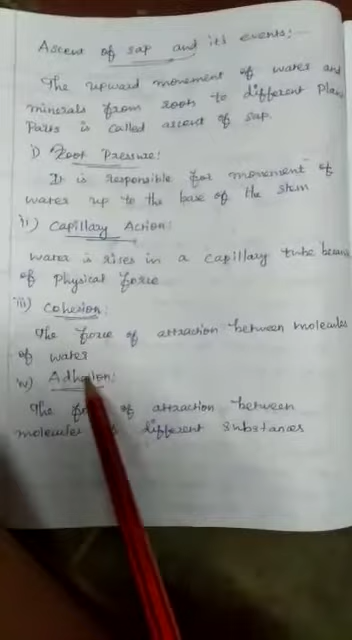 Ascent of sap and it's events:-
The upward movement of water and
minerals from roots to different plant
Parts is called ascent of sap.
i) Root Pressure:
It is responsible for movement of
water up to the base of the stem
ii) Capillary Action:
water is rises in a capillary tube
of physical force
iii) Cohesion:
The force of attraction between molecules
of water
iv) Adhesion:
The of attraction between
molecules different substances